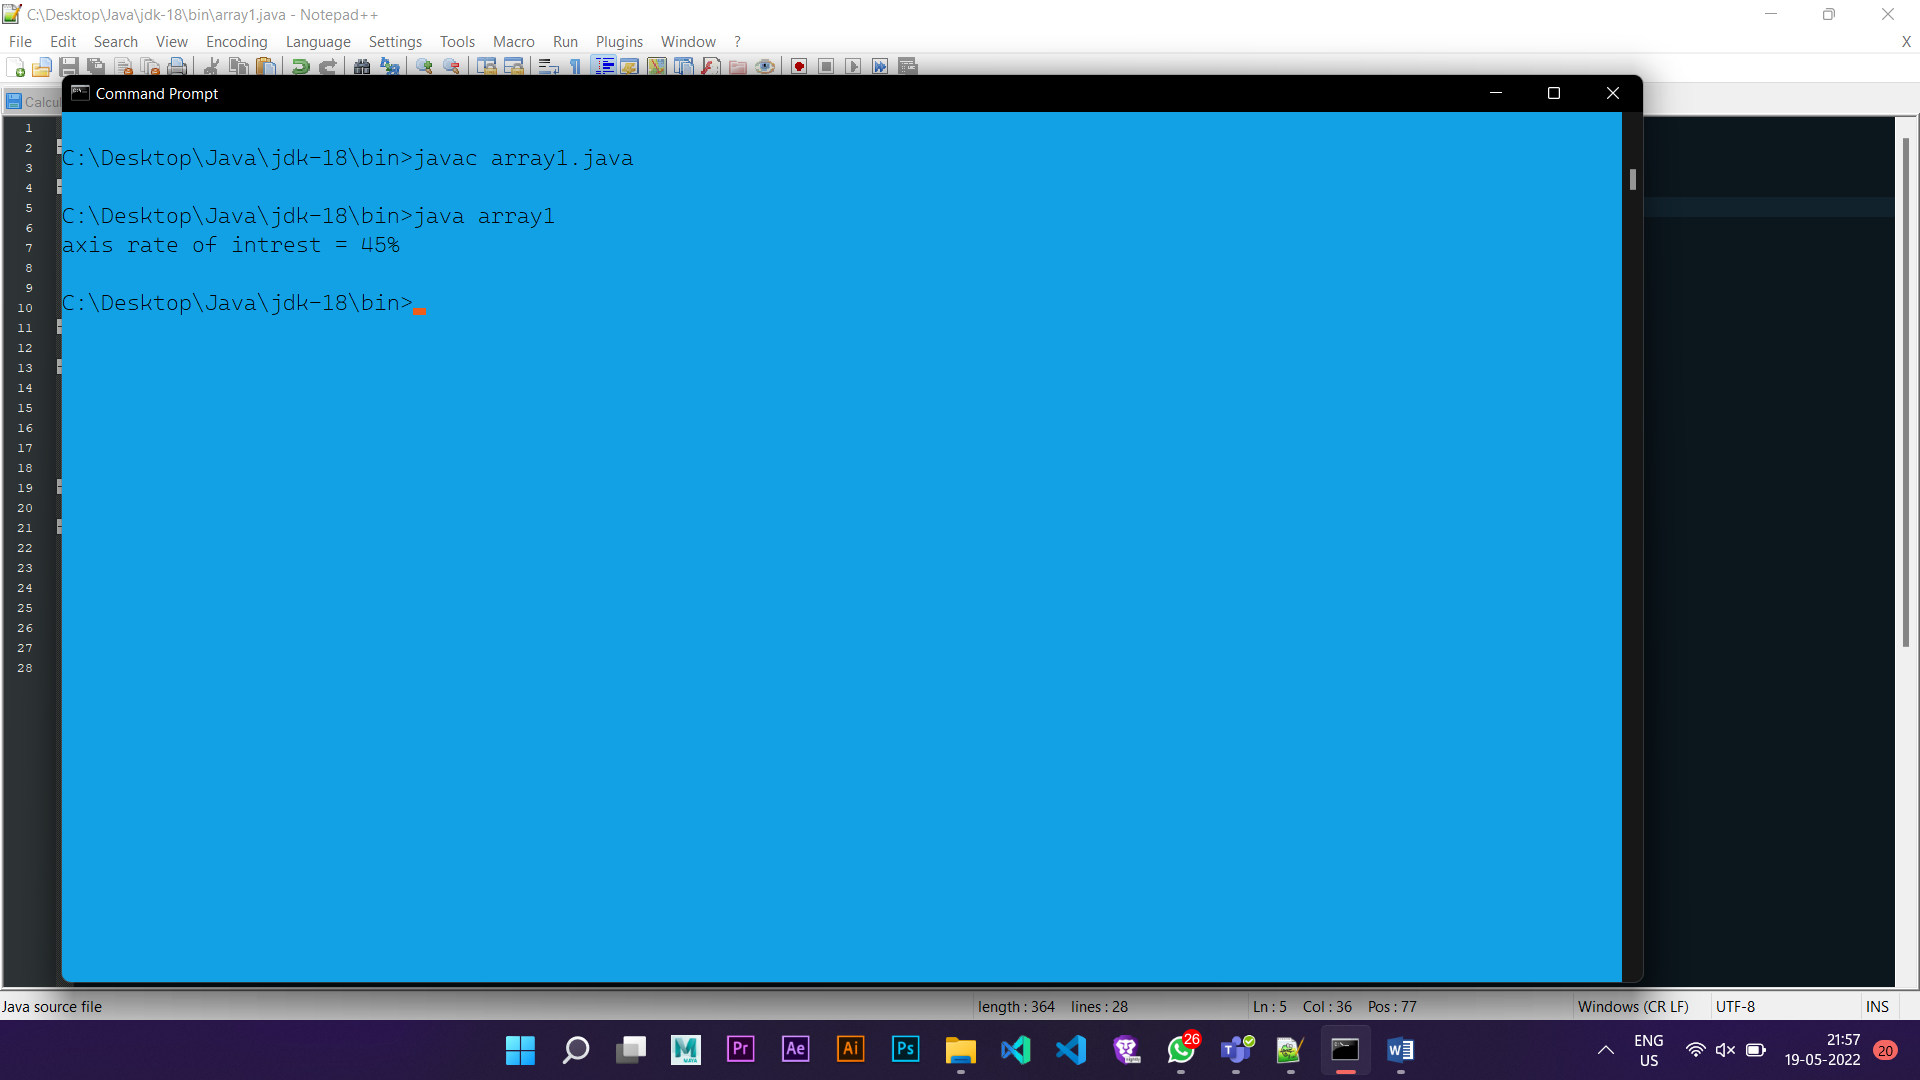 C:\Desktop\Java\jdk-18\bin\array1.java - Notepad++
File Edit Search View Encoding Language Settings Tools Macro Run Plugins Window ? X
Calcul
Command Prompt
C:\Desktop\Java\jdk-18\bin>javac array1.java
C:\Desktop\Java\jdk-18\bin>java array1
axis rate of intrest = 45%
C:\Desktop\Java\jdk-18\bin>
1
2
3
4
5
6
7
8
9
10
11
12
13
14
15
16
17
18
19
20
21
22
23
24
25
26
27
28
Java source file length : 364 lines : 28 Ln : 5 Col : 36 Pos : 77 Windows (CR LF) UTF-8 INS
MAYA Pr Ae Ai Ps 26 T W
ENG
US
21:57
19-05-2022
20